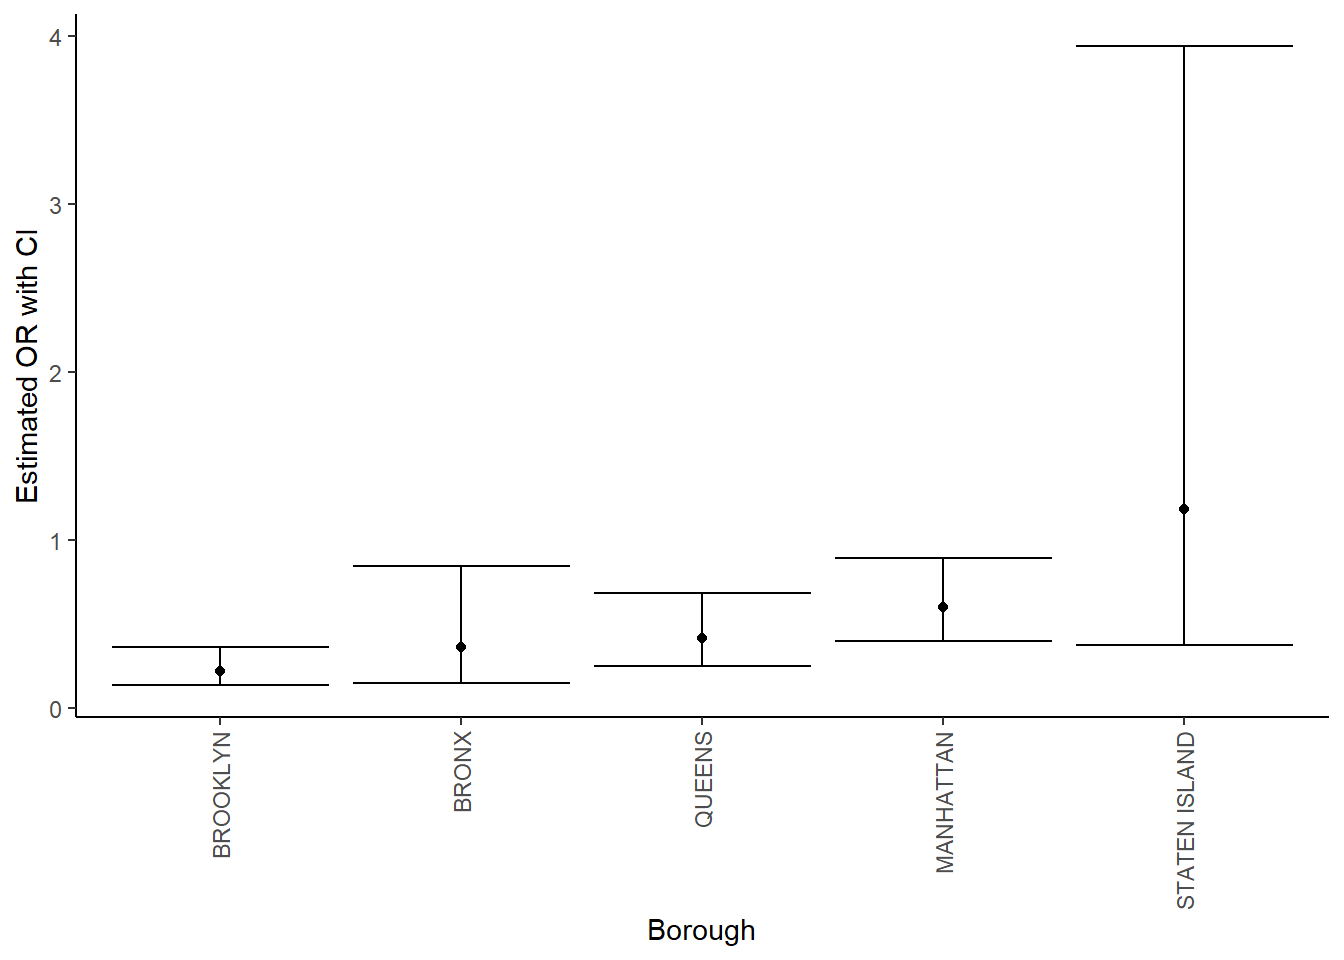 Estimated OR with CI
4
3
2
1
0
BROOKLYN
BRONX
QUEENS
MANHATTAN
STATEN ISLAND
Borough